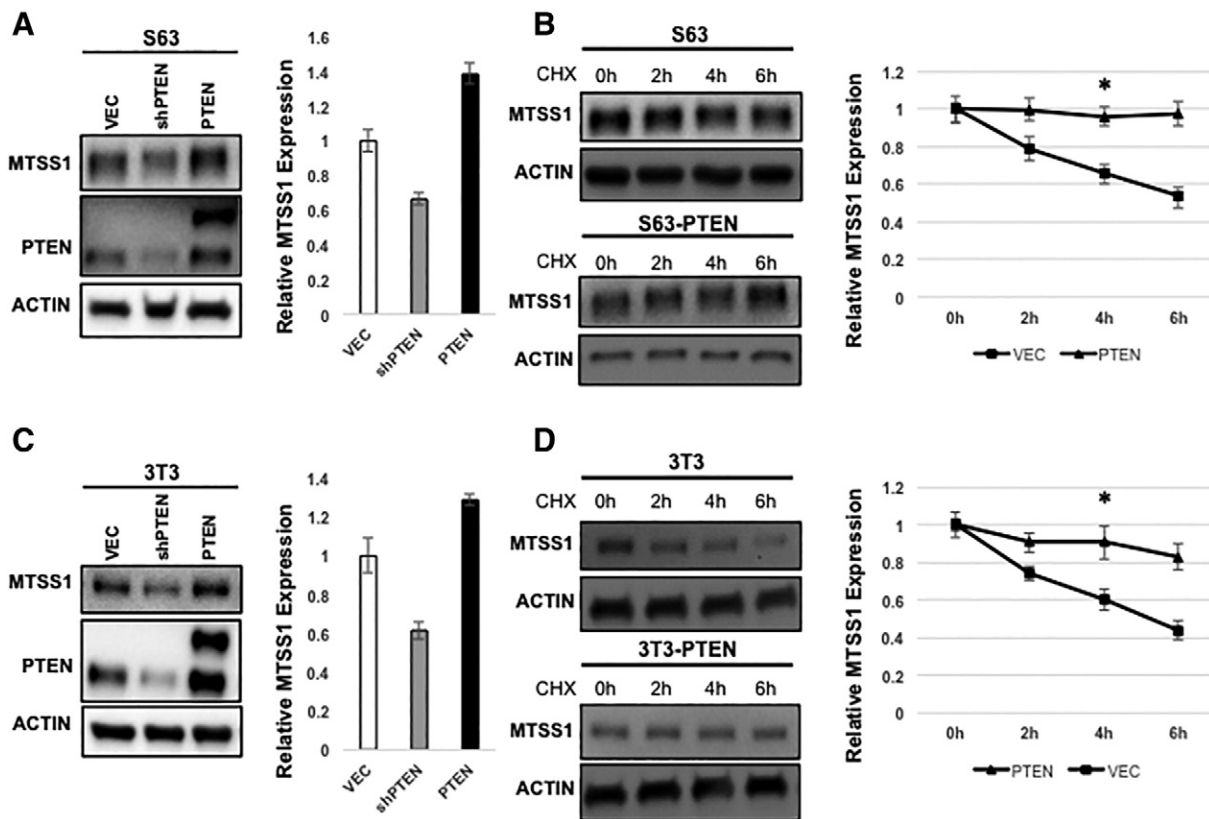 A
S63
VEC
shPTEN
PTEN
MTSS1
PTEN
ACTIN
Relative MTSS1 Expression
1.6
1.4
1.2
1
0.8
0.6
0.4
0.2
0
VEC
shPTEN
PTEN
B
S63
CHX 0h 2h 4h 6h
MTSS1
ACTIN
S63-PTEN
CHX 0h 2h 4h 6h
MTSS1
ACTIN
Relative MTSS1 Expression
1.2
1
0.8
0.6
0.4
0.2
0
*
0h 2h 4h 6h
VEC PTEN
C
3T3
VEC
shPTEN
PTEN
MTSS1
PTEN
ACTIN
Relative MTSS1 Expression
1.4
1.2
1
0.8
0.6
0.4
0.2
0
VEC
shPTEN
PTEN
D
3T3
CHX 0h 2h 4h 6h
MTSS1
ACTIN
3T3-PTEN
CHX 0h 2h 4h 6h
MTSS1
ACTIN
Relative MTSS1 Expression
1.2
1
0.8
0.6
0.4
0.2
0
*
0h 2h 4h 6h
PTEN VEC